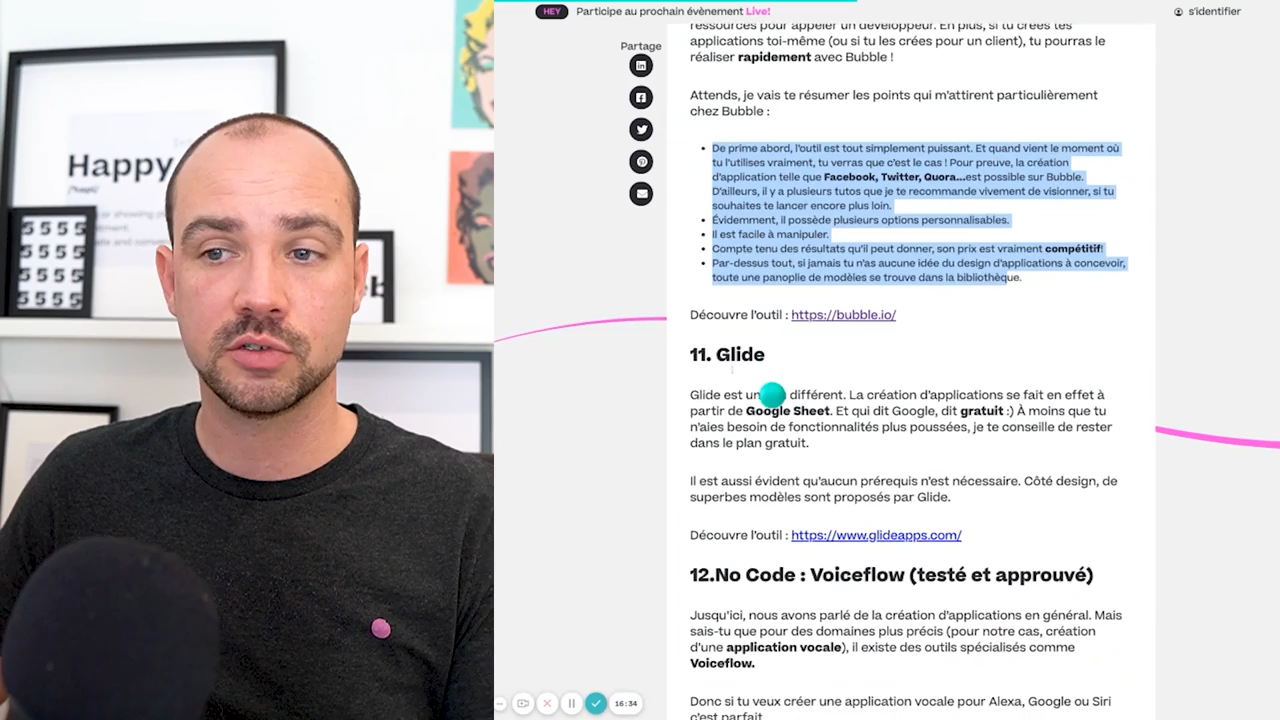 HEY Participe au prochain évènement Live!
s'identifier
Partage
ressources pour appeler un développeur. En plus, si tu crées tes
applications toi-même (ou si tu les crées pour un client), tu pourras le
réaliser rapidement avec Bubble !
Attends, je vais te résumer les points qui m'attirent particulièrement
chez Bubble :
• De prime abord, l'outil est tout simplement puissant. Et quand vient le moment où
tu l'utilises vraiment, tu verras que c'est le cas ! Pour preuve, la création
d'application telle que Facebook, Twitter, Quora...est possible sur Bubble.
D'ailleurs, il y a plusieurs tutos que je te recommande vivement de visionner, si tu
souhaites te lancer encore plus loin.
• Évidemment, il possède plusieurs options personnalisables.
• Il est facile à manipuler.
• Compte tenu des résultats qu'il peut donner, son prix est vraiment compétitif!
• Par-dessus tout, si jamais tu n'as aucune idée du design d'applications à concevoir,
toute une panoplie de modèles se trouve dans la bibliothèque.
Découvre l'outil : https://bubble.io/
11. Glide
Glide est un différent. La création d'applications se fait en effet à
partir de Google Sheet. Et qui dit Google, dit gratuit :) À moins que tu
n'aies besoin de fonctionnalités plus poussées, je te conseille de rester
dans le plan gratuit.
Il est aussi évident qu'aucun prérequis n'est nécessaire. Côté design, de
superbes modèles sont proposés par Glide.
Découvre l'outil : https://www.glideapps.com/
12.No Code : Voiceflow (testé et approuvé)
Jusqu'ici, nous avons parlé de la création d'applications en général. Mais
sais-tu que pour des domaines plus précis (pour notre cas, création
d'une application vocale), il existe des outils spécialisés comme
Voiceflow.
Donc si tu veux créer une application vocale pour Alexa, Google ou Siri
c'est parfait
16:34
Happy
or showing
and conver
5555
5555
5555
5555